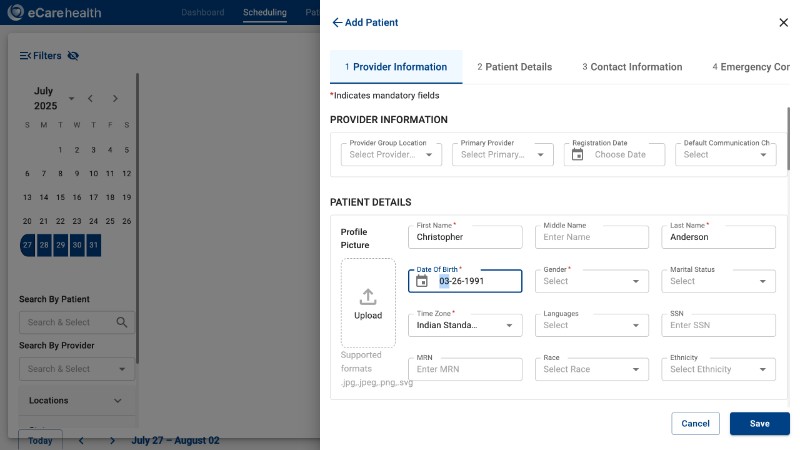 eCarehealth
Dashboard
Scheduling
Filters
July
2025
S M T W T F S
1 2 3 4 5
6 7 8 9 10 11 12
13 14 15 16 17 18 19
20 21 22 23 24 25 26
27 28 29 30 31
Search By Patient
Search & Select
Search By Provider
Search & Select
Locations
Today
July 27 – August 02
Add Patient
1 Provider Information
2 Patient Details
3 Contact Information
4 Emergency Cor
*Indicates mandatory fields
PROVIDER INFORMATION
Provider Group Location
Select Provider...
Primary Provider
Select Primary...
Registration Date
Choose Date
Default Communication Ch
Select
PATIENT DETAILS
Profile
Picture
Upload
Supported
formats
.jpg,.jpeg,.png,.svg
First Name *
Christopher
Middle Name
Enter Name
Last Name *
Anderson
Date Of Birth *
03-26-1991
Gender *
Select
Marital Status
Select
Time Zone *
Indian Standa...
Languages
Select
SSN
Enter SSN
MRN
Enter MRN
Race
Select Race
Ethnicity
Select Ethnicity
Cancel
Save